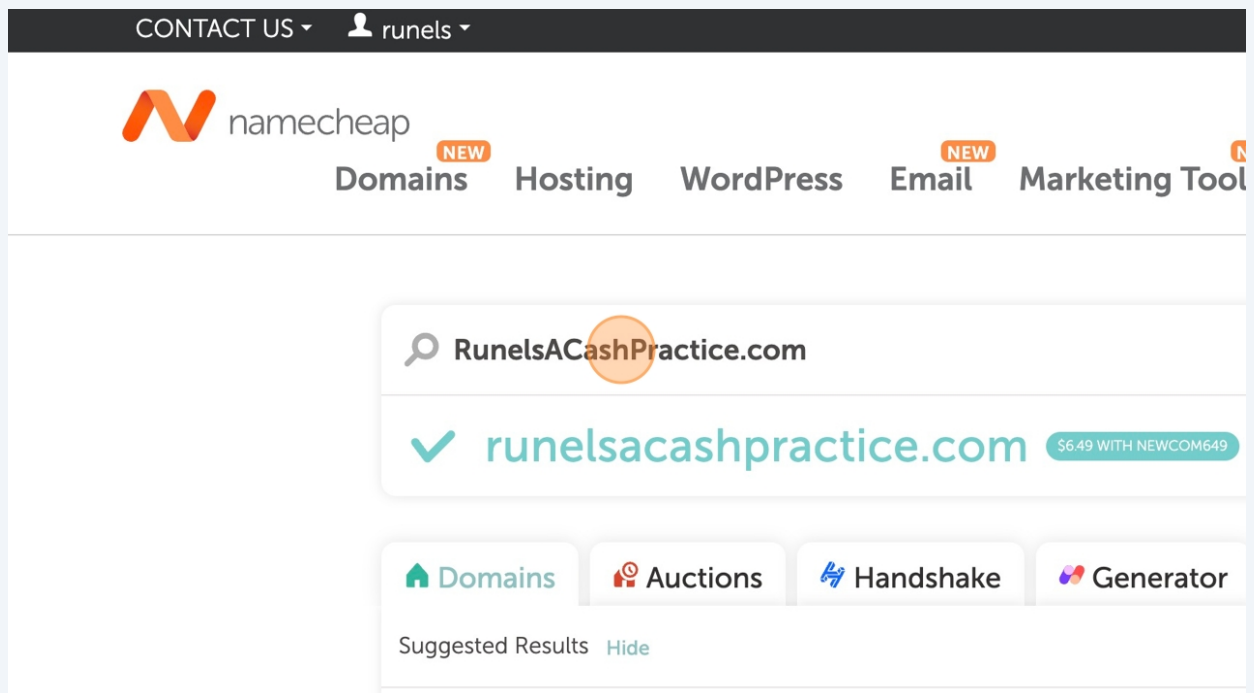 CONTACT US runels
namecheap
NEW NEW
Domains Hosting WordPress Email Marketing Tool
RunelsACashPractice.com
runelsacashpractice.com $6.49 WITH NEWCOM649
Domains Auctions Handshake Generator
Suggested Results Hide